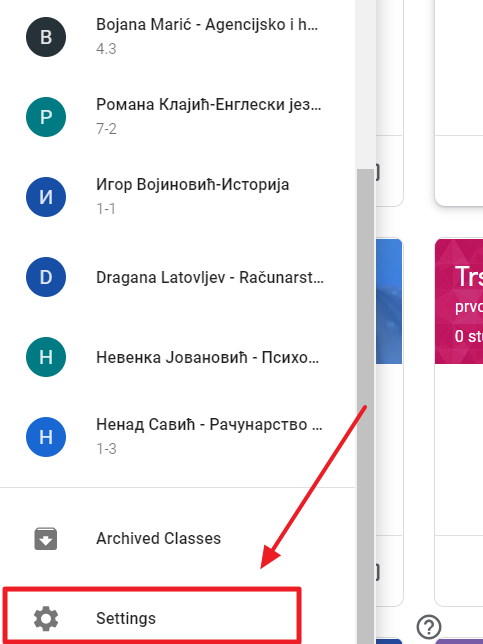 B
Bojana Marić - Agencijsko i h...
4.3
Р
Романа Клајић-Енглески јез...
7-2
И
Игор Војиновић-Историја
1-1
D
Dragana Latovljev - Računarst...
Н
Невенка Јовановић - Психо...
Н
Ненад Савић - Рачунарство ...
1-3
Archived Classes
Settings
Trs
prvo
0 stu
?